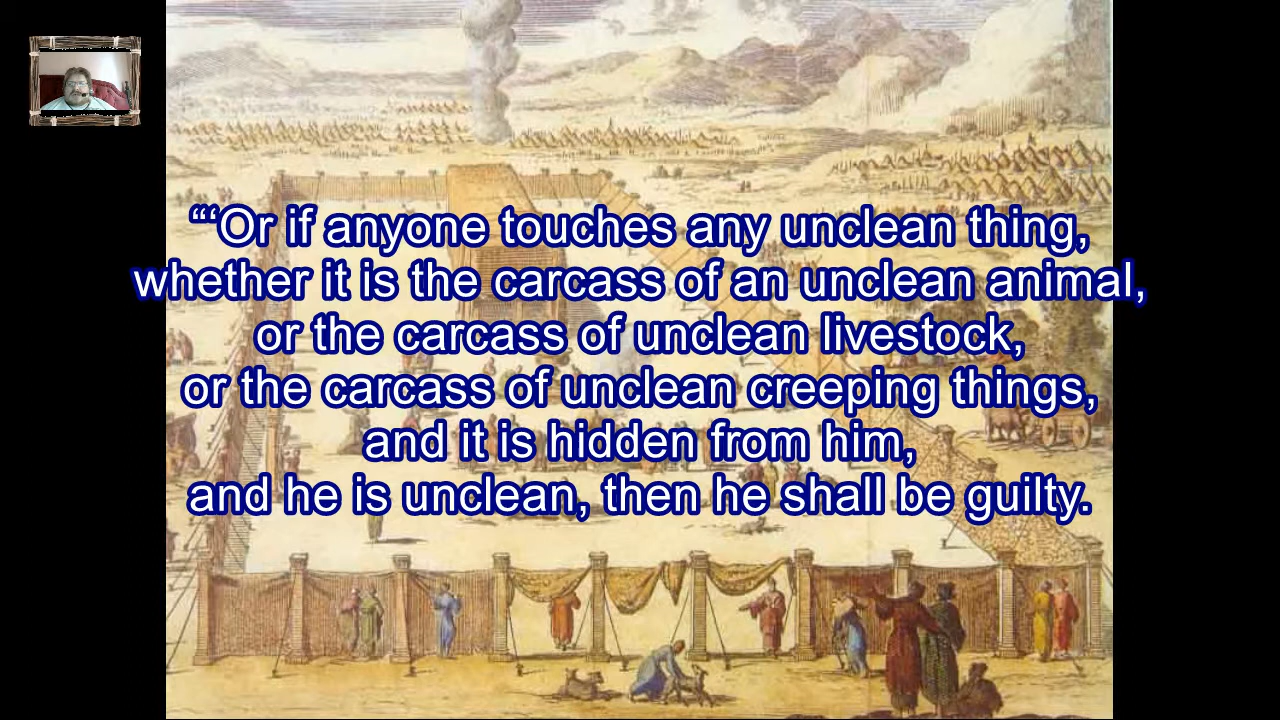 “‘Or if anyone touches any unclean thing,
whether it is the carcass of an unclean animal,
or the carcass of unclean livestock,
or the carcass of unclean creeping things,
and it is hidden from him,
and he is unclean, then he shall be guilty.